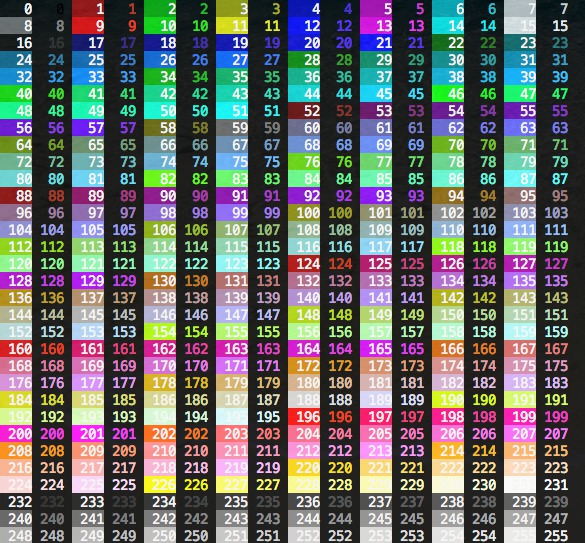 0 0 1 1 2 2 3 3 4 4 5 5 6 6 7 7
8 8 9 9 10 10 11 11 12 12 13 13 14 14 15 15
16 16 17 17 18 18 19 19 20 20 21 21 22 22 23 23
24 24 25 25 26 26 27 27 28 28 29 29 30 30 31 31
32 32 33 33 34 34 35 35 36 36 37 37 38 38 39 39
40 40 41 41 42 42 43 43 44 44 45 45 46 46 47 47
48 48 49 49 50 50 51 51 52 52 53 53 54 54 55 55
56 56 57 57 58 58 59 59 60 60 61 61 62 62 63 63
64 64 65 65 66 66 67 67 68 68 69 69 70 70 71 71
72 72 73 73 74 74 75 75 76 76 77 77 78 78 79 79
80 80 81 81 82 82 83 83 84 84 85 85 86 86 87 87
88 88 89 89 90 90 91 91 92 92 93 93 94 94 95 95
96 96 97 97 98 98 99 99 100 100 101 101 102 102 103 103
104 104 105 105 106 106 107 107 108 108 109 109 110 110 111 111
112 112 113 113 114 114 115 115 116 116 117 117 118 118 119 119
120 120 121 121 122 122 123 123 124 124 125 125 126 126 127 127
128 128 129 129 130 130 131 131 132 132 133 133 134 134 135 135
136 136 137 137 138 138 139 139 140 140 141 141 142 142 143 143
144 144 145 145 146 146 147 147 148 148 149 149 150 150 151 151
152 152 153 153 154 154 155 155 156 156 157 157 158 158 159 159
160 160 161 161 162 162 163 163 164 164 165 165 166 166 167 167
168 168 169 169 170 170 171 171 172 172 173 173 174 174 175 175
176 176 177 177 178 178 179 179 180 180 181 181 182 182 183 183
184 184 185 185 186 186 187 187 188 188 189 189 190 190 191 191
192 192 193 193 194 194 195 195 196 196 197 197 198 198 199 199
200 200 201 201 202 202 203 203 204 204 205 205 206 206 207 207
208 208 209 209 210 210 211 211 212 212 213 213 214 214 215 215
216 216 217 217 218 218 219 219 220 220 221 221 222 222 223 223
224 224 225 225 226 226 227 227 228 228 229 229 230 230 231 231
232 232 233 233 234 234 235 235 236 236 237 237 238 238 239 239
240 240 241 241 242 242 243 243 244 244 245 245 246 246 247 247
248 248 249 249 250 250 251 251 252 252 253 253 254 254 255 255